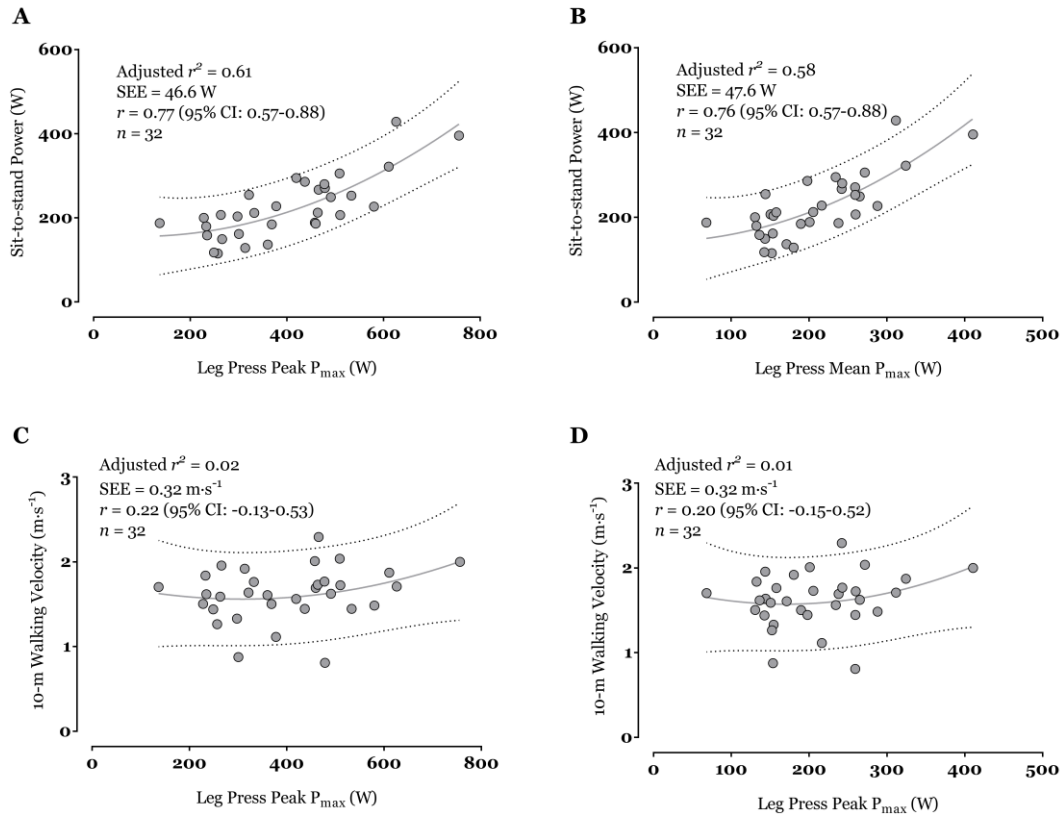 A
Adjusted r² = 0.61
SEE = 46.6 W
r = 0.77 (95% CI: 0.57-0.88)
n = 32
Sit-to-stand Power (W)
600
400
200
0
0 200 400 600 800
Leg Press Peak Pmax (W)
B
Adjusted r² = 0.58
SEE = 47.6 W
r = 0.76 (95% CI: 0.57-0.88)
n = 32
Sit-to-stand Power (W)
600
400
200
0
0 100 200 300 400 500
Leg Press Mean Pmax (W)
C
Adjusted r² = 0.02
SEE = 0.32 m·s⁻¹
r = 0.22 (95% CI: -0.13-0.53)
n = 32
10-m Walking Velocity (m·s⁻¹)
3
2
1
0
0 200 400 600 800
Leg Press Peak Pmax (W)
D
Adjusted r² = 0.01
SEE = 0.32 m·s⁻¹
r = 0.20 (95% CI: -0.15-0.52)
n = 32
10-m Walking Velocity (m·s⁻¹)
3
2
1
0
0 100 200 300 400 500
Leg Press Peak Pmax (W)